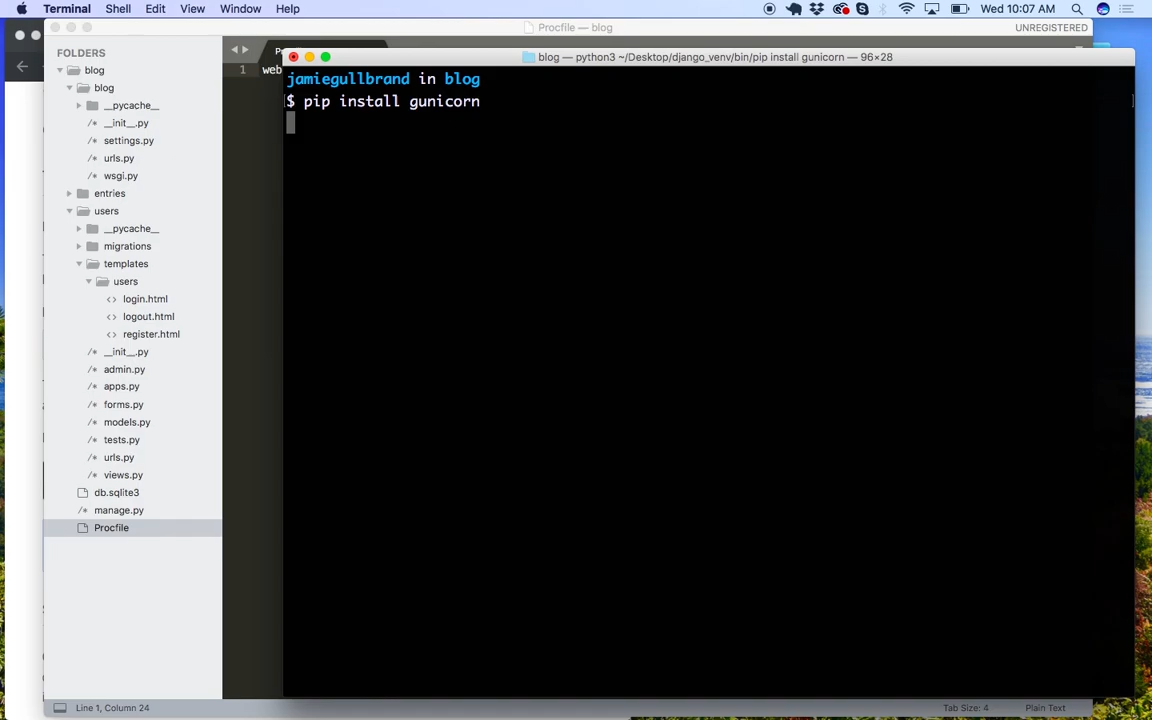 Terminal Shell Edit View Window Help Wed 10:07 AM
Procfile — blog UNREGISTERED
FOLDERS
blog
blog
__pycache__
__init__.py
settings.py
urls.py
wsgi.py
entries
users
__pycache__
migrations
templates
users
login.html
logout.html
register.html
__init__.py
admin.py
apps.py
forms.py
models.py
tests.py
urls.py
views.py
db.sqlite3
manage.py
Procfile
1 web
blog — python3 ~/Desktop/django_venv/bin/pip install gunicorn — 96×28
jamiegullbrand in blog
$ pip install gunicorn
Line 1, Column 24 Tab Size: 4 Plain Text